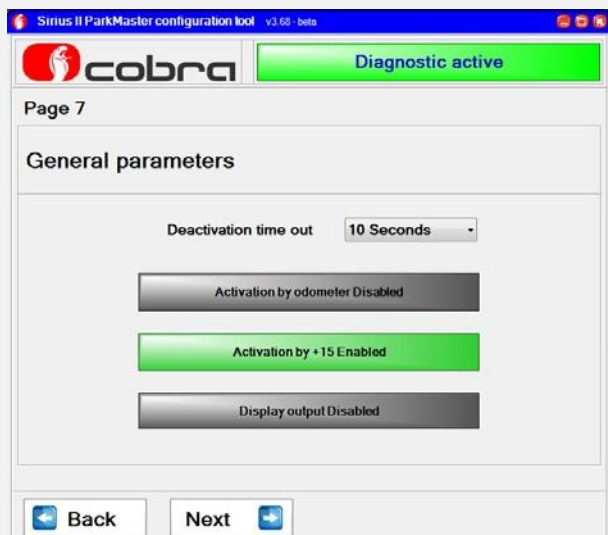 Sirius II ParkMaster configuration tool v3.68 - beta
cobra Diagnostic active
Page 7
General parameters
Deactivation time out 10 Seconds
Activation by odometer Disabled
Activation by +15 Enabled
Display output Disabled
Back Next